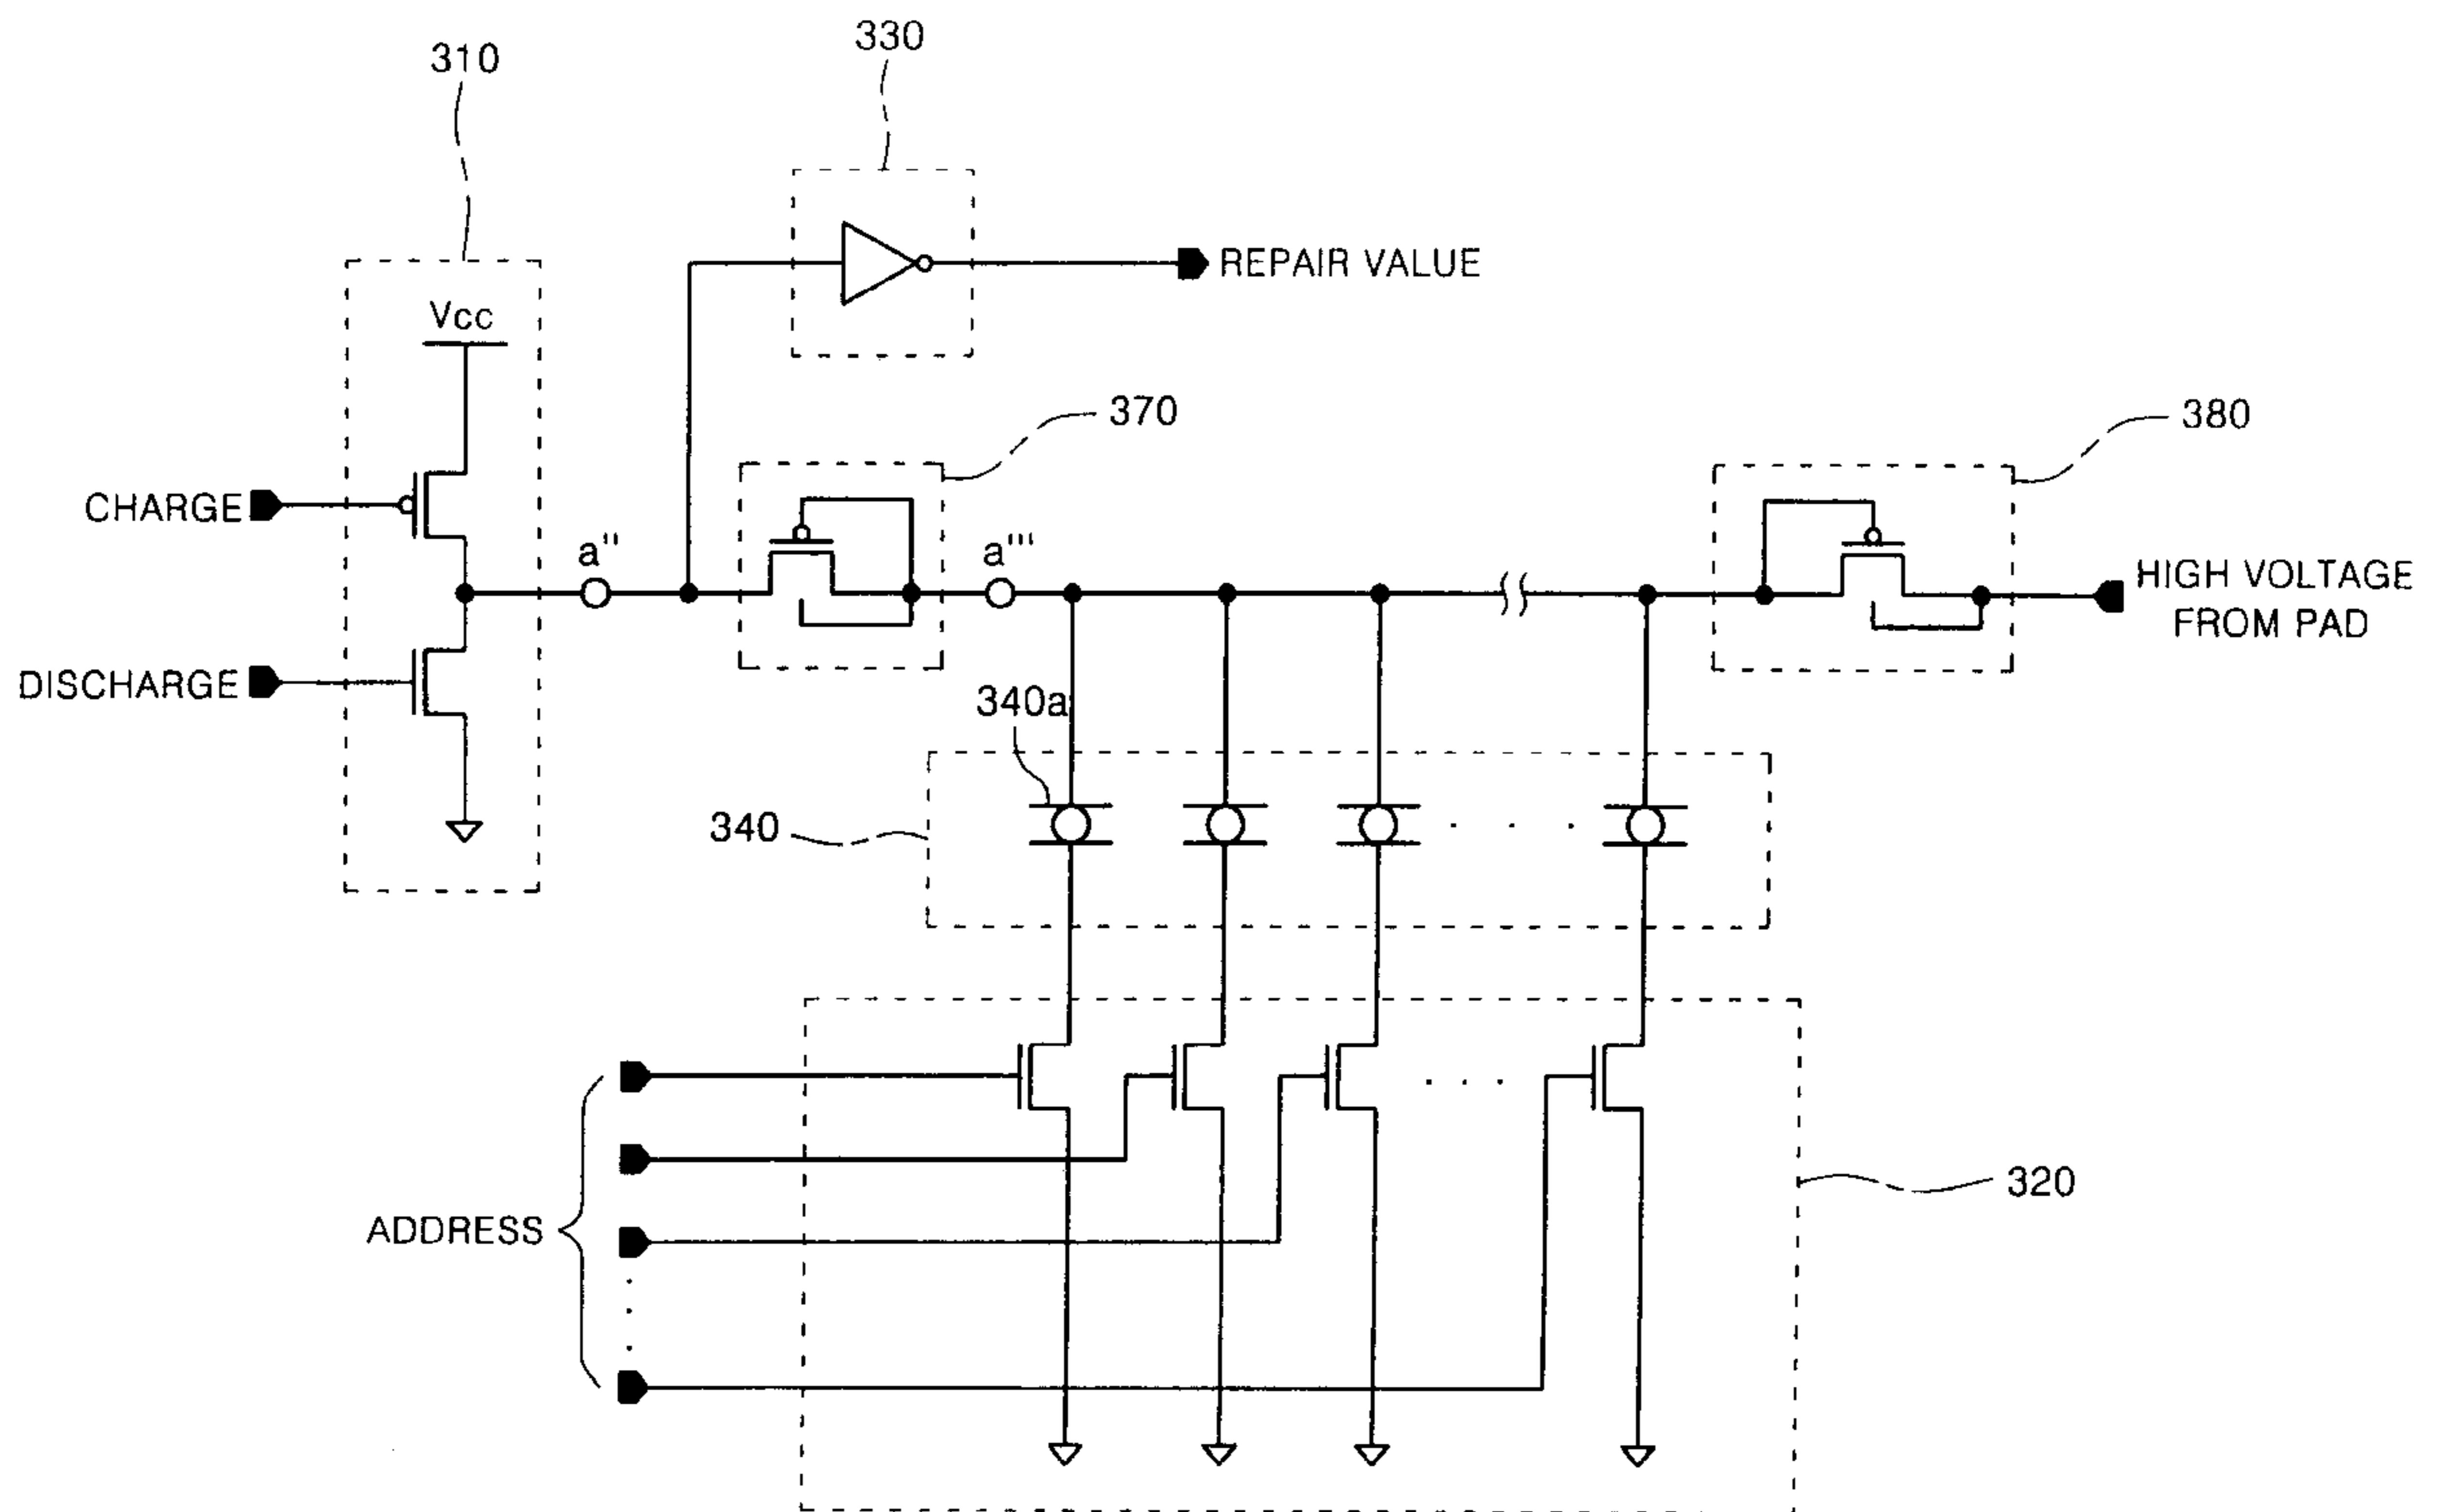 330
310
REPAIR VALUE
Vcc
370
380
CHARGE
a''
a'''
HIGH VOLTAGE
FROM PAD
DISCHARGE
340a
340
320
ADDRESS